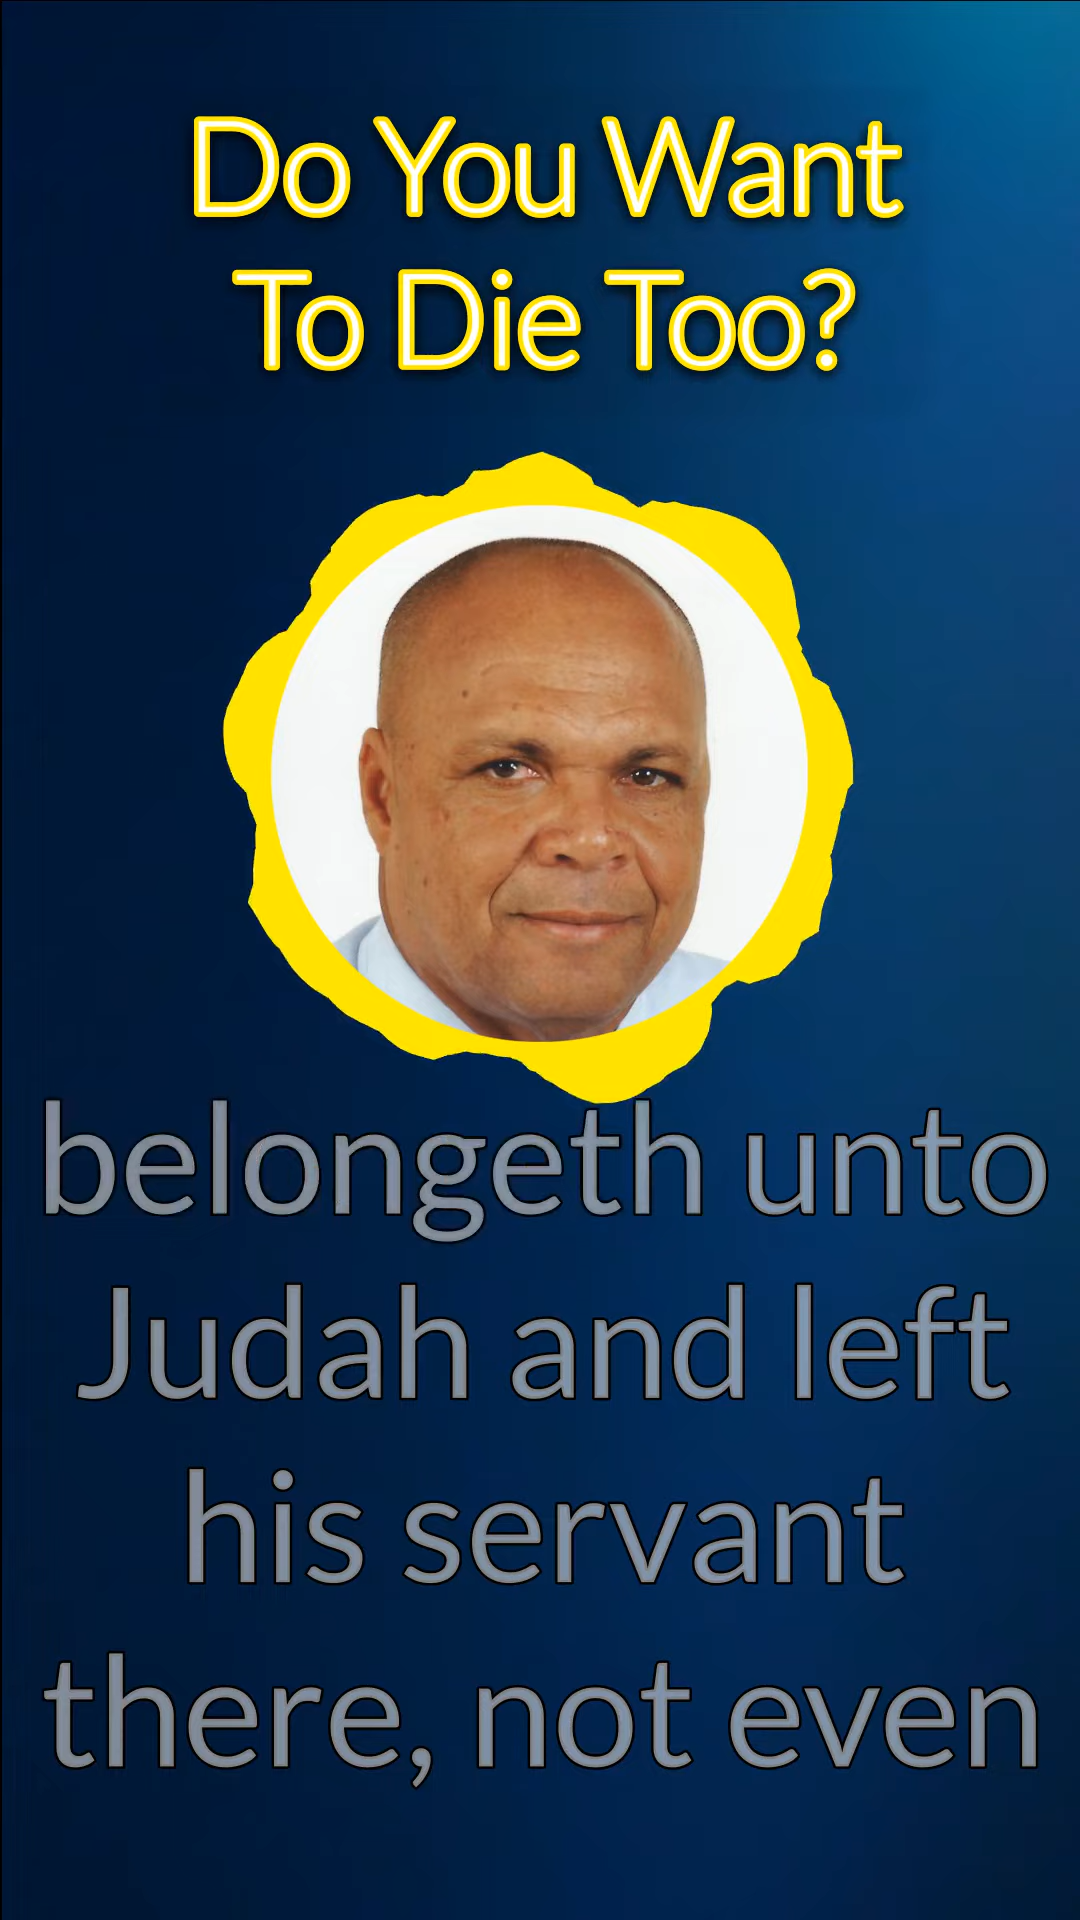 Do You Want
To Die Too?
belongeth unto
Judah and left
his servant
there, not even